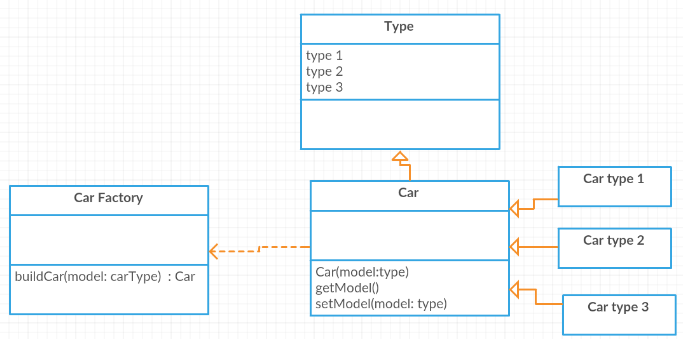 Type
type 1
type 2
type 3
Car Factory
buildCar(model: carType) : Car
Car
Car(model:type)
getModel()
setModel(model: type)
Car type 1
Car type 2
Car type 3